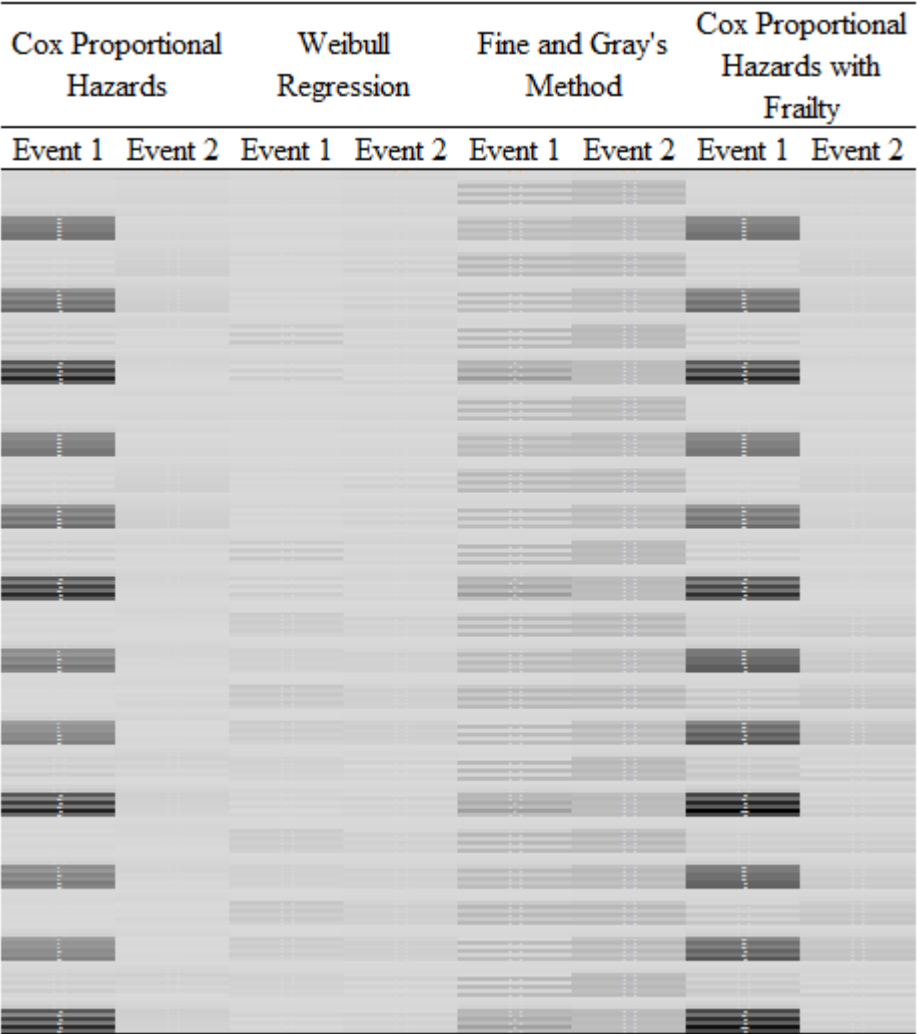 Cox Proportional Hazards
Weibull Regression
Fine and Gray's Method
Cox Proportional Hazards with Frailty
Event 1 Event 2 Event 1 Event 2 Event 1 Event 2 Event 1 Event 2